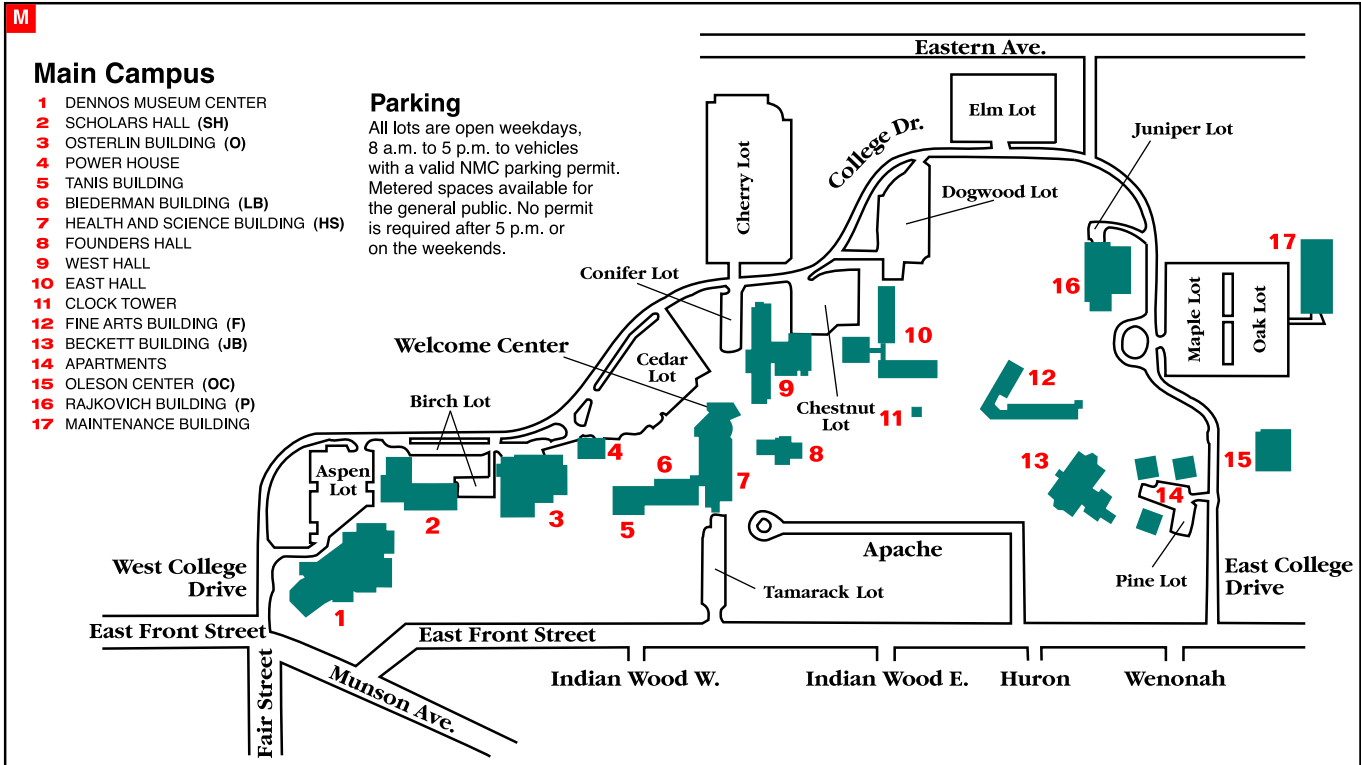 M
Main Campus
1 DENNOS MUSEUM CENTER
2 SCHOLARS HALL (SH)
3 OSTERLIN BUILDING (O)
4 POWER HOUSE
5 TANIS BUILDING
6 BIEDERMAN BUILDING (LB)
7 HEALTH AND SCIENCE BUILDING (HS)
8 FOUNDERS HALL
9 WEST HALL
10 EAST HALL
11 CLOCK TOWER
12 FINE ARTS BUILDING (F)
13 BECKETT BUILDING (JB)
14 APARTMENTS
15 OLESON CENTER (OC)
16 RAJKOVICH BUILDING (P)
17 MAINTENANCE BUILDING
Parking
All lots are open weekdays,
8 a.m. to 5 p.m. to vehicles
with a valid NMC parking permit.
Metered spaces available for
the general public. No permit
is required after 5 p.m. or
on the weekends.
Eastern Ave.
Elm Lot
Juniper Lot
College Dr.
Cherry Lot
Dogwood Lot
17
Conifer Lot
16
Maple Lot
Oak Lot
10
Welcome Center
Cedar
Lot
9
12
Birch Lot
Chestnut
Lot
11
4
8
Aspen
Lot
6
7
13
15
14
2
3
5
Apache
West College
Drive
Pine Lot
East College
Drive
Tamarack Lot
1
East Front Street
East Front Street
Fair Street
Munson Ave.
Indian Wood W.
Indian Wood E.
Huron
Wenonah